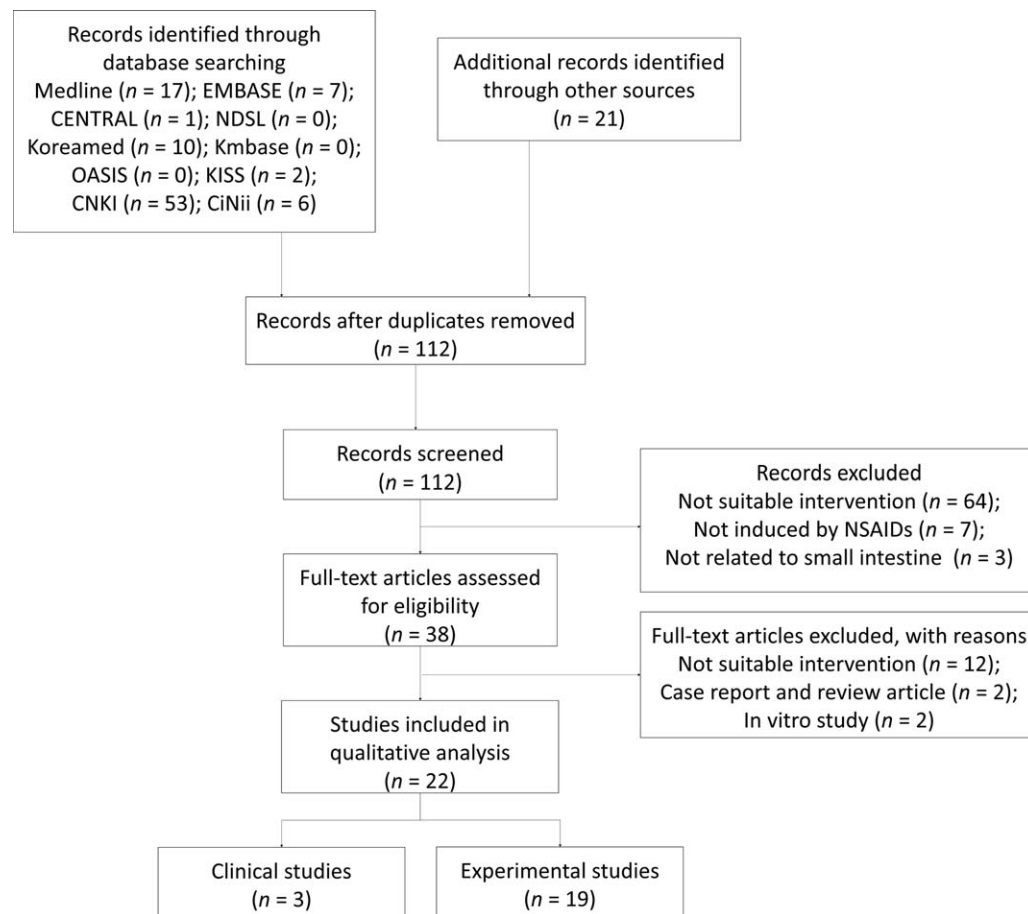 Records identified through
database searching
Medline (n = 17); EMBASE (n = 7);
CENTRAL (n = 1); NDSL (n = 0);
Koreamed (n = 10); Kmbase (n = 0);
OASIS (n = 0); KISS (n = 2);
CNKI (n = 53); CiNii (n = 6)
Additional records identified
through other sources
(n = 21)
Records after duplicates removed
(n = 112)
Records screened
(n = 112)
Records excluded
Not suitable intervention (n = 64);
Not induced by NSAIDs (n = 7);
Not related to small intestine (n = 3)
Full-text articles assessed
for eligibility
(n = 38)
Full-text articles excluded, with reasons
Not suitable intervention (n = 12);
Case report and review article (n = 2);
In vitro study (n = 2)
Studies included in
qualitative analysis
(n = 22)
Clinical studies
(n = 3)
Experimental studies
(n = 19)